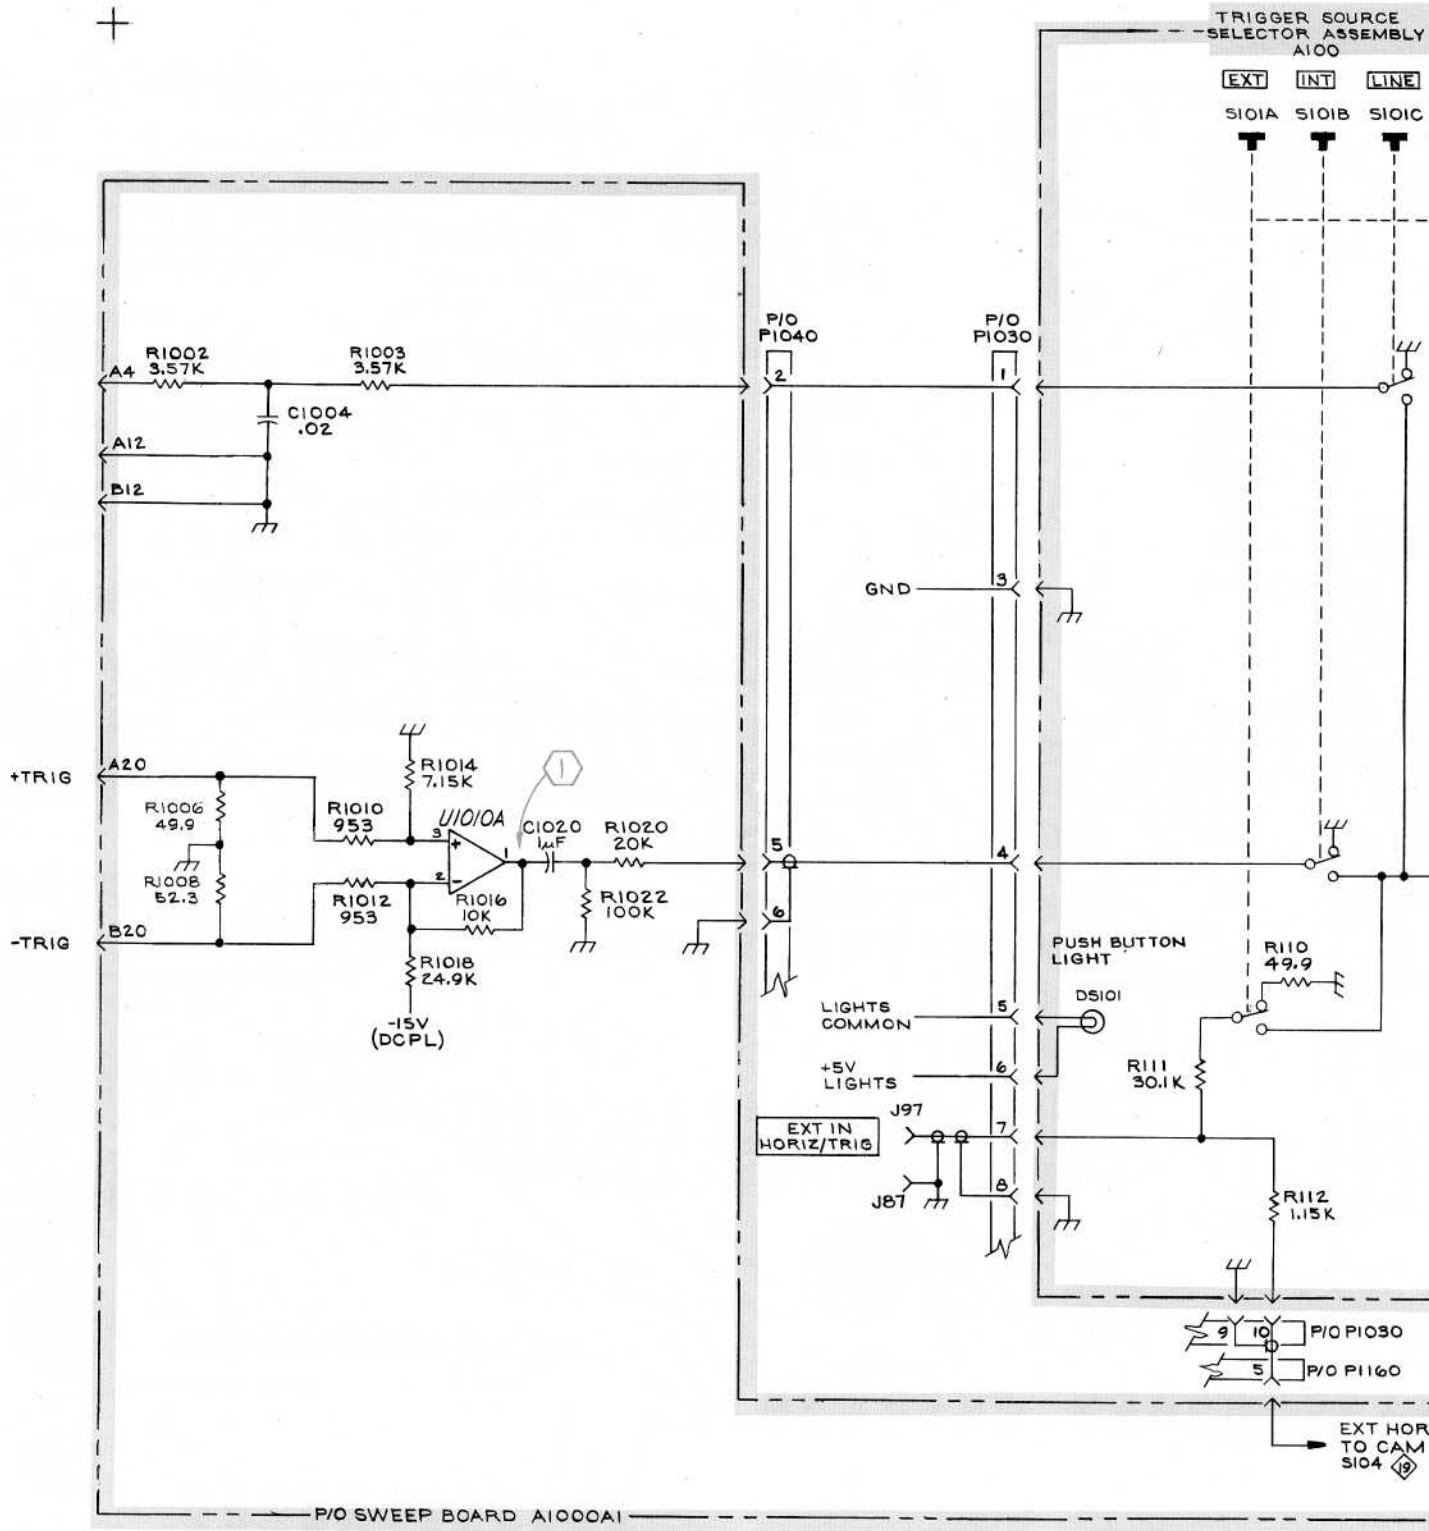 TRIGGER SOURCE
SELECTOR ASSEMBLY
A100
EXT INT LINE
S101A S101B S101C
P/O
P1040
P/O
P1030
A4
R1002
3.57K
R1003
3.57K
2
1
C1004
.02
A12
B12
GND
3
+TRIG
A20
R1014
7.15K
1
R1006
49.9
R1010
953
U1010A
3
+
1
2
-
C1020
1µF
R1020
20K
5
4
R1008
52.3
R1012
953
R1016
10K
R1022
100K
6
-TRIG
B20
R1018
24.9K
-15V
(DCPL)
PUSH BUTTON
LIGHT
R110
49.9
LIGHTS
COMMON
5
DS101
+5V
LIGHTS
6
R111
30.1K
J97
EXT IN
HORIZ/TRIG
7
J87
8
R112
1.15K
9 10 P/O P1030
5 P/O P1160
EXT HOR
TO CAM
S104 19
P/O SWEEP BOARD A1000A1